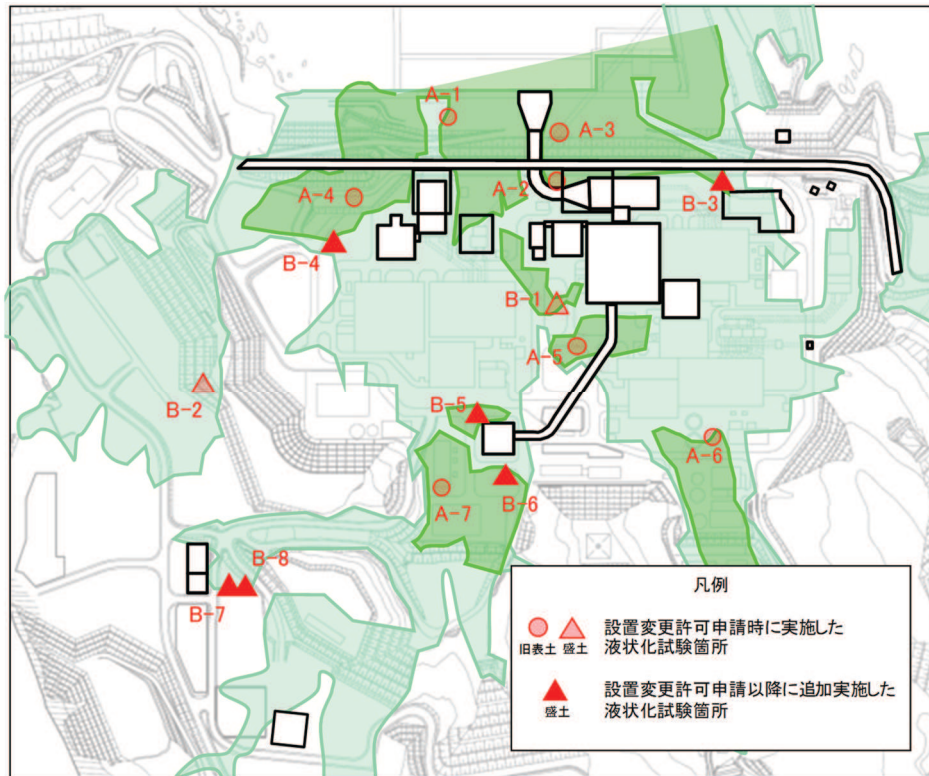 A-1
A-3
A-4
A-2
B-3
B-4
B-1
A-5
B-2
B-5
A-6
A-7
B-6
B-8
B-7
凡例
旧表土 盛土
設置変更許可申請時に実施した
液状化試験箇所
盛土
設置変更許可申請以降に追加実施した
液状化試験箇所